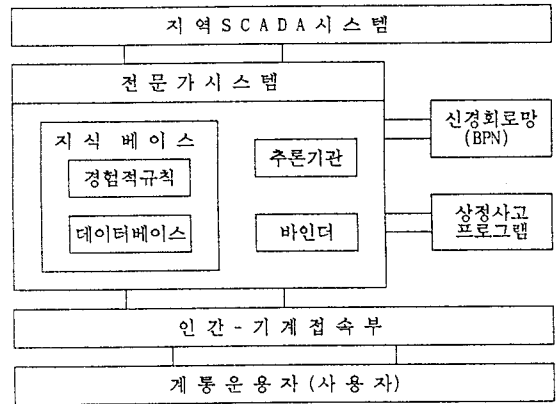 지 역 S C A D A 시 스 템
전 문 가 시 스 템
지 식 베 이 스
경험적규칙
데이터베이스
추론기관
바인더
신경회로망
(BPN)
상정사고
프로그램
인 간 - 기 계 접 속 부
계 통 운 용 자 (사 용 자)